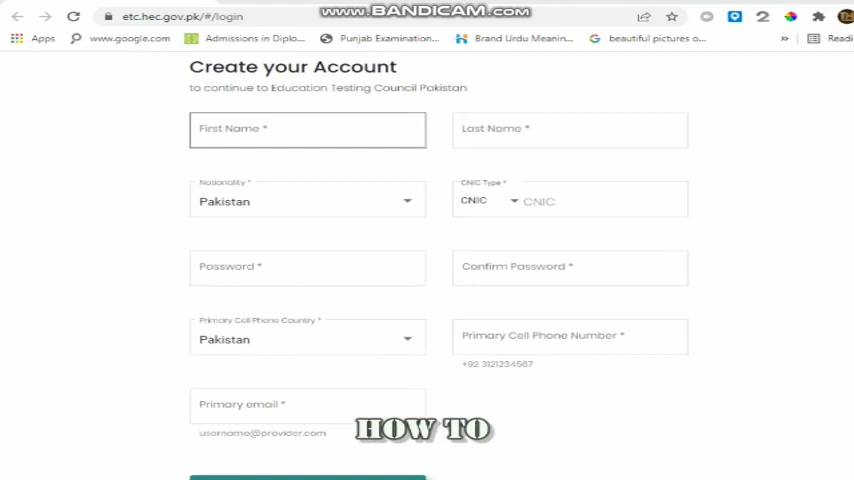 www.BANDICAM.com
etc.hec.gov.pk/#/login
Apps www.google.com Admissions in Diplo... Punjab Examination... Brand Urdu Meanin... beautiful pictures o... » Readi
Create your Account
to continue to Education Testing Council Pakistan
First Name * Last Name *
Nationality * CNIC Type *
Pakistan CNIC CNIC
Password * Confirm Password *
Primary Cell Phone Country *
Pakistan Primary Cell Phone Number *
+92 3121234567
Primary email *
username@provider.com
HOW TO